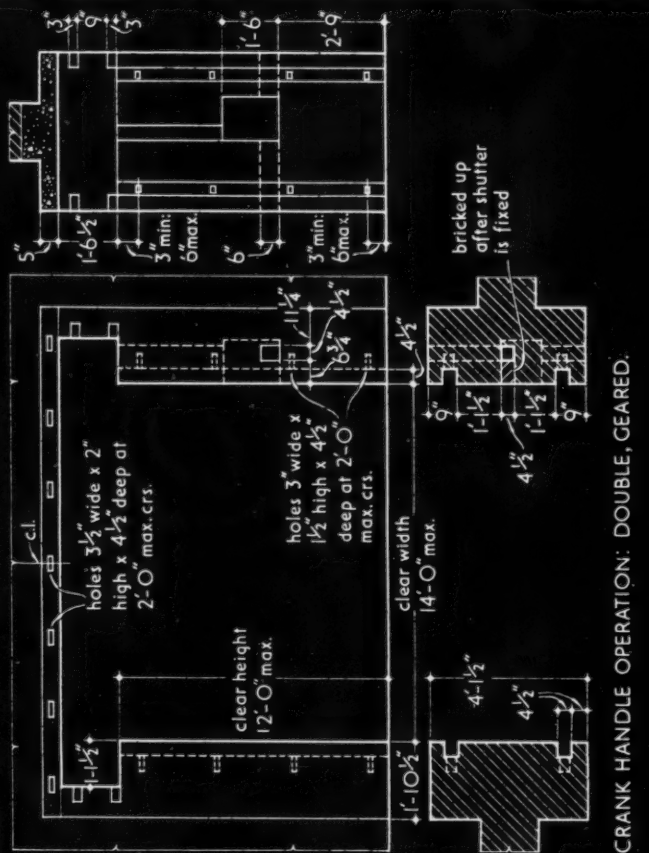 3"
9"
3"
1'-6"
2'-9"
5"
1'-6½"
3" min:
6" max.
6"
3" min:
6" max.
c.l.
holes 3½" wide x 2"
high x 4½" deep at
2'-0" max. crs.
1'-1½"
clear height
12'-0" max.
holes 3" wide x
1½" high x 4½"
deep at 2'-0"
max. crs.
11¼"
4½"
6¾"
clear width
14'-0" max.
4½"
1'-10½"
4'-1½"
4½"
bricked up
after shutter
is fixed
9"
1'-1½"
4½"
1'-1½"
9"
CRANK HANDLE OPERATION: DOUBLE, GEARED.